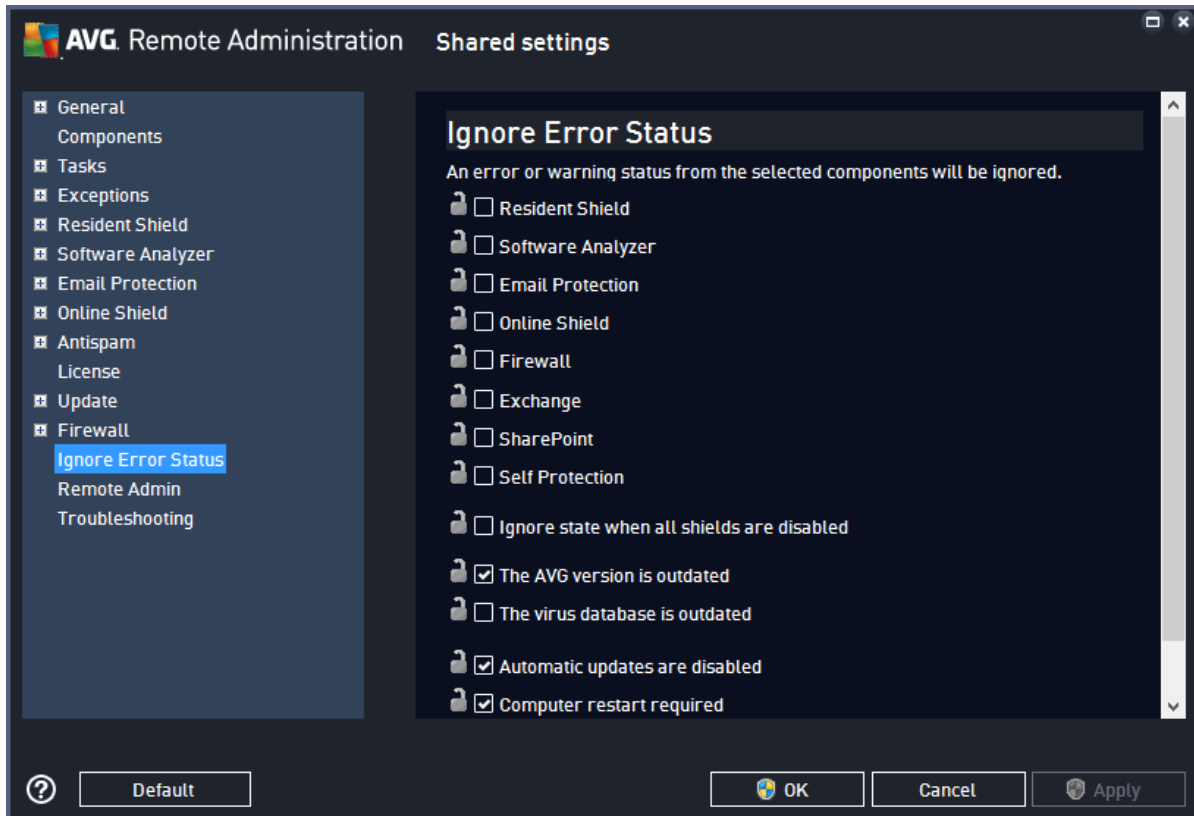 AVG. Remote Administration
Shared settings
General
Components
Tasks
Exceptions
Resident Shield
Software Analyzer
Email Protection
Online Shield
Antispam
License
Update
Firewall
Ignore Error Status
Remote Admin
Troubleshooting
Ignore Error Status
An error or warning status from the selected components will be ignored.
Resident Shield
Software Analyzer
Email Protection
Online Shield
Firewall
Exchange
SharePoint
Self Protection
Ignore state when all shields are disabled
The AVG version is outdated
The virus database is outdated
Automatic updates are disabled
Computer restart required
? Default
OK
Cancel
Apply